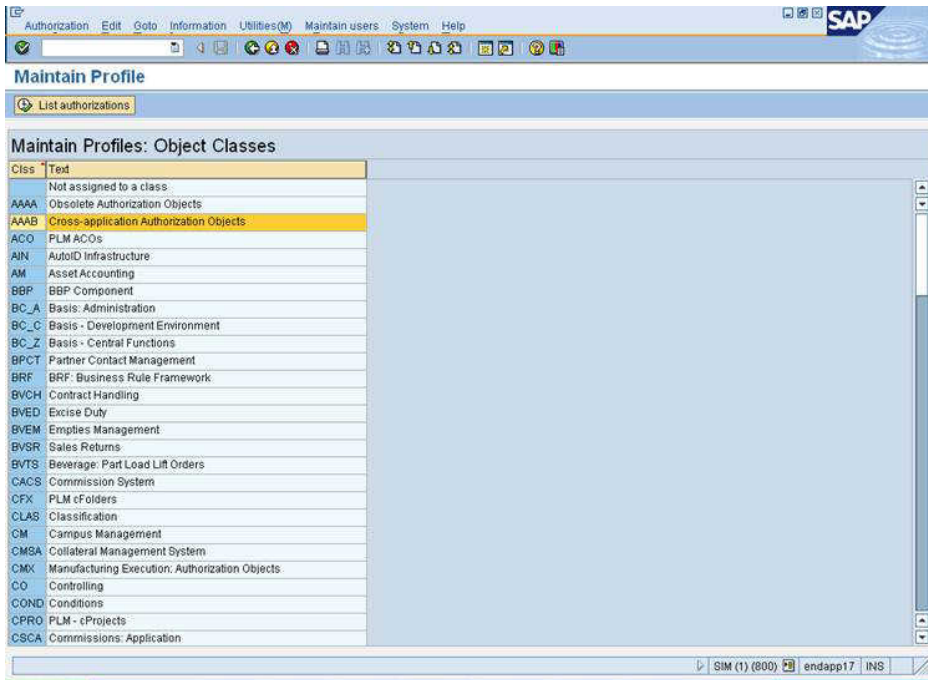 Authorization Edit Goto Information Utilities(M) Maintain users System Help
SAP
Maintain Profile
List authorizations
Maintain Profiles: Object Classes
Clss Text
Not assigned to a class
AAAA Obsolete Authorization Objects
AAAB Cross-application Authorization Objects
ACO PLM ACOs
AIN AutoID Infrastructure
AM Asset Accounting
BBP BBP Component
BC_A Basis: Administration
BC_C Basis - Development Environment
BC_Z Basis - Central Functions
BPCT Partner Contact Management
BRF BRF: Business Rule Framework
BVCH Contract Handling
BVED Excise Duty
BVEM Empties Management
BVSR Sales Returns
BVTS Beverage: Part Load Lift Orders
CACS Commission System
CFX PLM cFolders
CLAS Classification
CM Campus Management
CMSA Collateral Management System
CMX Manufacturing Execution: Authorization Objects
CO Controlling
COND Conditions
CPRO PLM - cProjects
CSCA Commissions: Application
SIM (1) (800) endapp17 INS